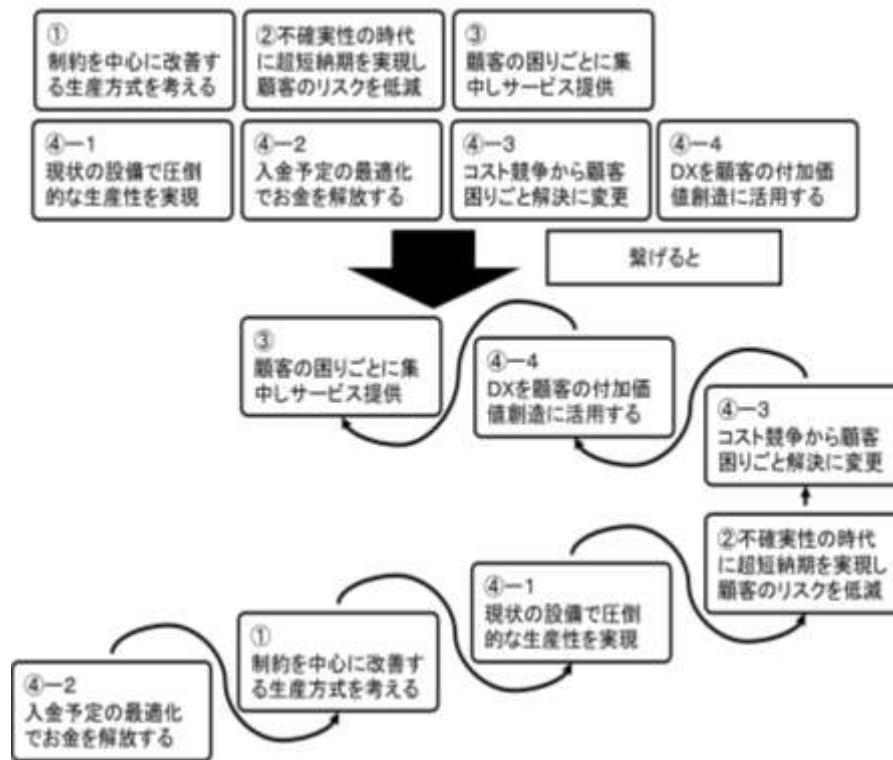 ①
制約を中心に改善す
る生産方式を考える
②不確実性の時代
に超短納期を実現し
顧客のリスクを低減
③
顧客の困りごとに集
中しサービス提供
④ー1
現状の設備で圧倒
的な生産性を実現
④ー2
入金予定の最適化
でお金を解放する
④ー3
コスト競争から顧客
困りごと解決に変更
④ー4
DXを顧客の付加価
値創造に活用する
繋げると
③
顧客の困りごとに集
中しサービス提供
④ー4
DXを顧客の付加価
値創造に活用する
④ー3
コスト競争から顧客
困りごと解決に変更
②不確実性の時代
に超短納期を実現し
顧客のリスクを低減
④ー1
現状の設備で圧倒
的な生産性を実現
①
制約を中心に改善す
る生産方式を考える
④ー2
入金予定の最適化
でお金を解放する